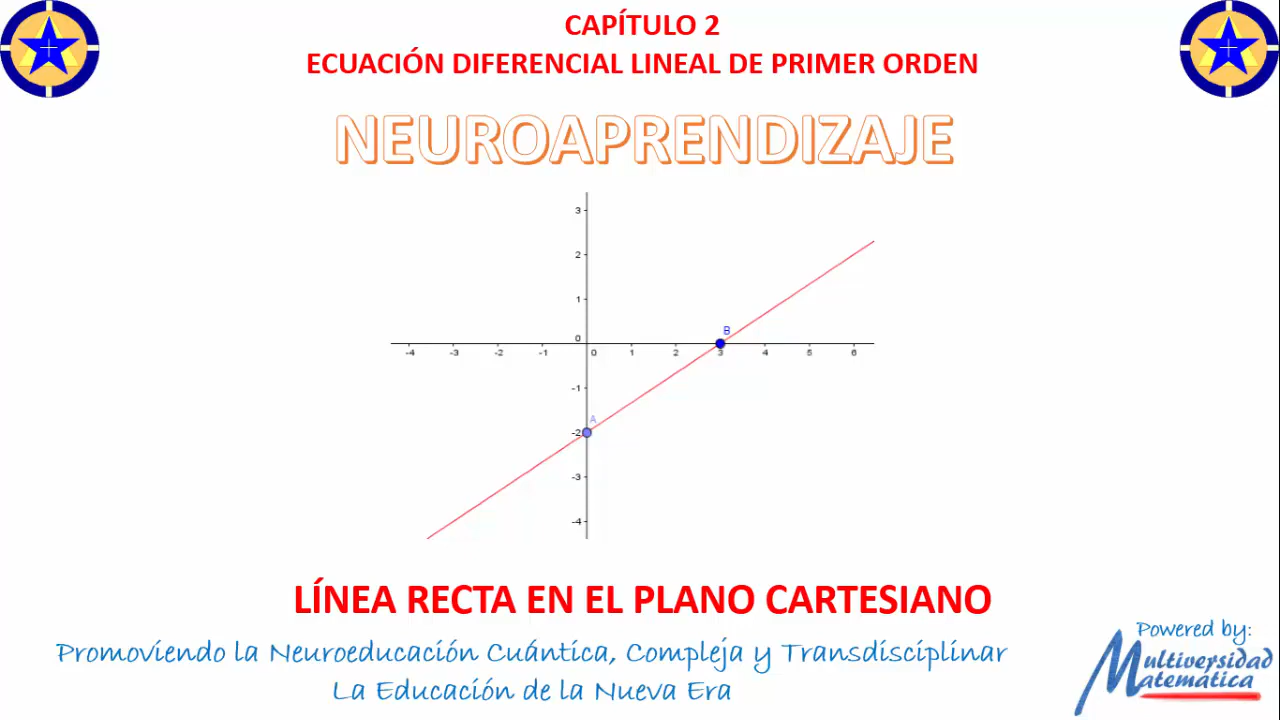 CAPÍTULO 2
ECUACIÓN DIFERENCIAL LINEAL DE PRIMER ORDEN
NEUROAPRENDIZAJE
3
2
1
0
-4 -3 -2 -1 0 1 2 3 4 5 6
B
-1
A
-2
-3
-4
LÍNEA RECTA EN EL PLANO CARTESIANO
Promoviendo la Neuroeducación Cuántica, Compleja y Transdisciplinar
La Educación de la Nueva Era
Powered by:
Multiversidad
Matemática